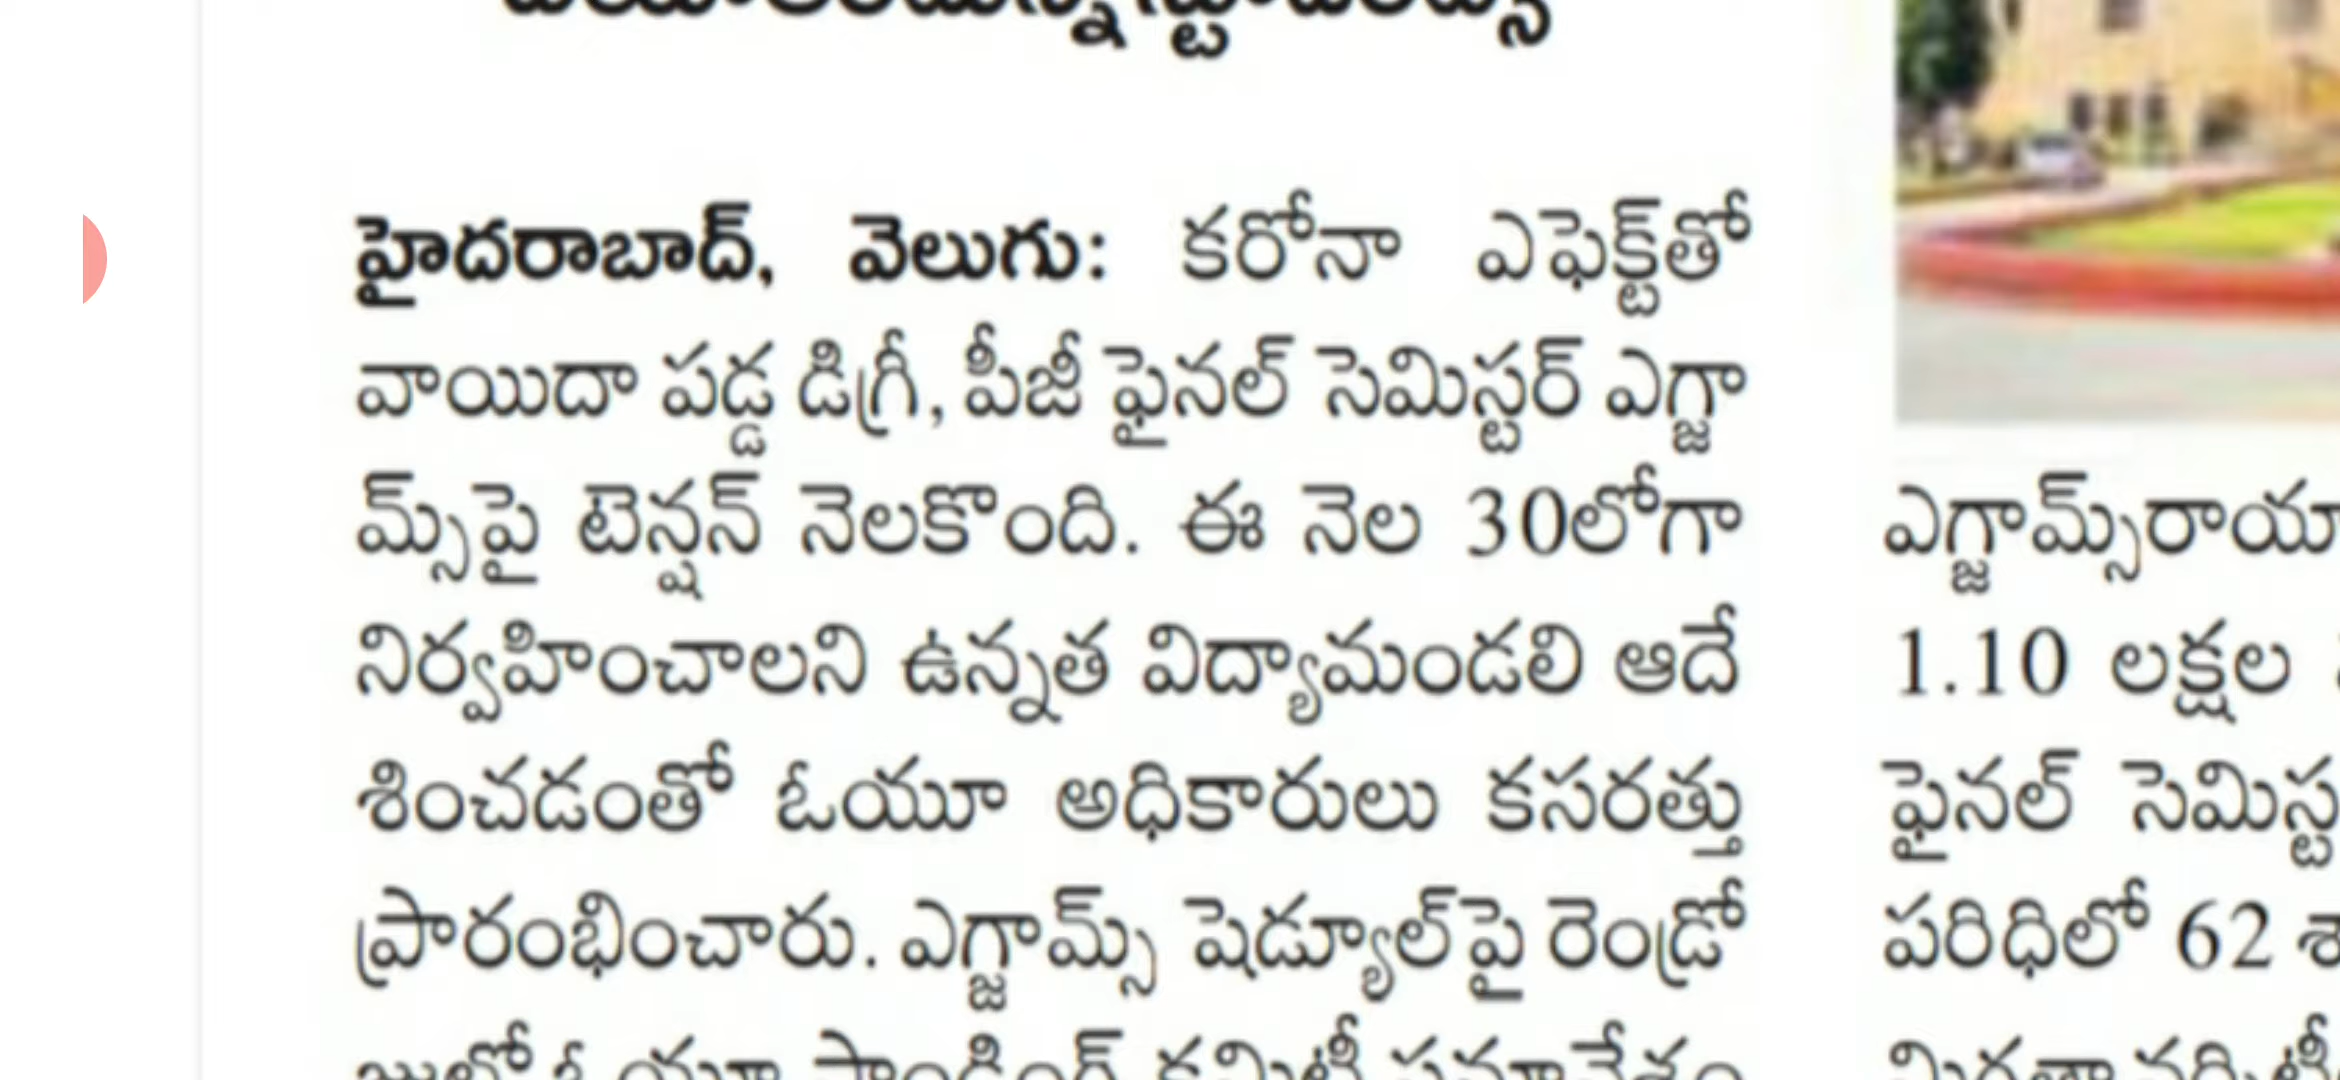 హైదరాబాద్, వెలుగు: కరోనా ఎఫెక్ట్‌తో
వాయిదా పడ్డ డిగ్రీ, పీజీ ఫైనల్ సెమిస్టర్ ఎగ్జా
మ్స్‌పై టెన్షన్ నెలకొంది. ఈ నెల 30లోగా
నిర్వహించాలని ఉన్నత విద్యామండలి ఆదే
శించడంతో ఓయూ అధికారులు కసరత్తు
ప్రారంభించారు. ఎగ్జామ్స్ షెడ్యూల్‌పై రెండ్రో
ఎగ్జామ్స్‌రాయా
1.10 లక్షల
ఫైనల్ సెమిస్ట
పరిధిలో 62